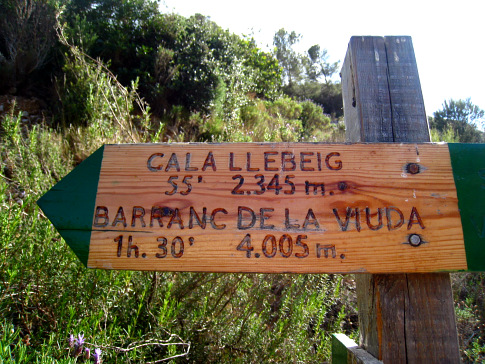 CALA LLEBEIG
55' 2.345 m.
BARRANC DE LA VIUDA
1h. 30' 4.005 m.